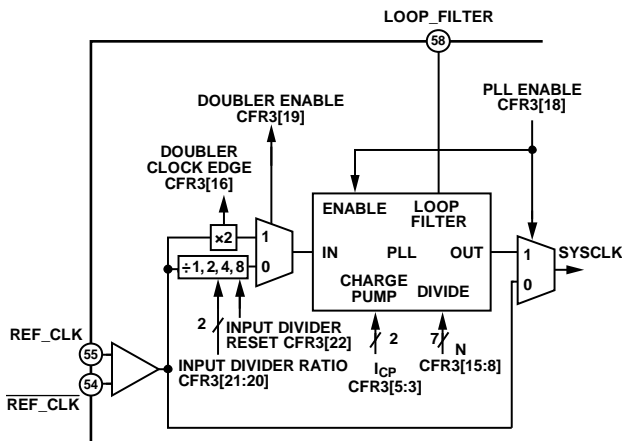 LOOP_FILTER
58
DOUBLER ENABLE
CFR3[19]
PLL ENABLE
CFR3[18]
DOUBLER
CLOCK EDGE
CFR3[16]
ENABLE
LOOP
FILTER
×2
1
÷1, 2, 4, 8
0
IN
PLL
OUT
1
0
SYSCLK
CHARGE
PUMP
DIVIDE
2
INPUT DIVIDER
RESET CFR3[22]
2
7
N
CFR3[15:8]
ICP
CFR3[5:3]
REF_CLK
55
INPUT DIVIDER RATIO
CFR3[21:20]
54
REF_CLK